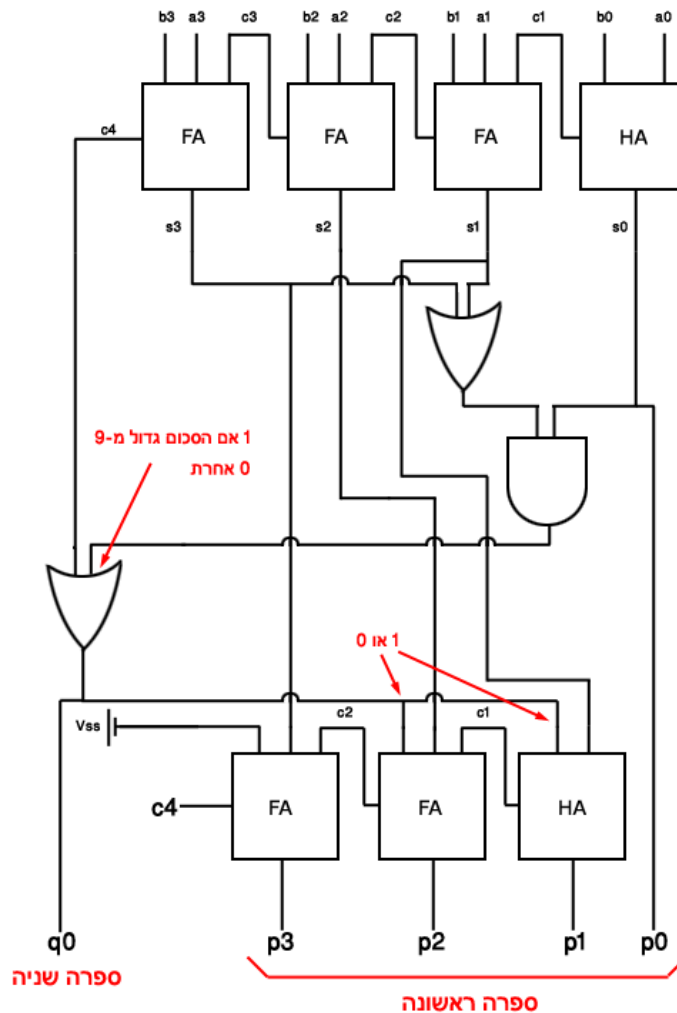 b3 a3 c3 b2 a2 c2 b1 a1 c1 b0 a0
FA FA FA HA
c4
s3 s2 s1 s0
1 אם הסכום גדול מ-9
0 אחרת
1 או 0
Vss
c2 c1
c4 FA FA HA
q0 p3 p2 p1 p0
ספרה שניה
ספרה ראשונה